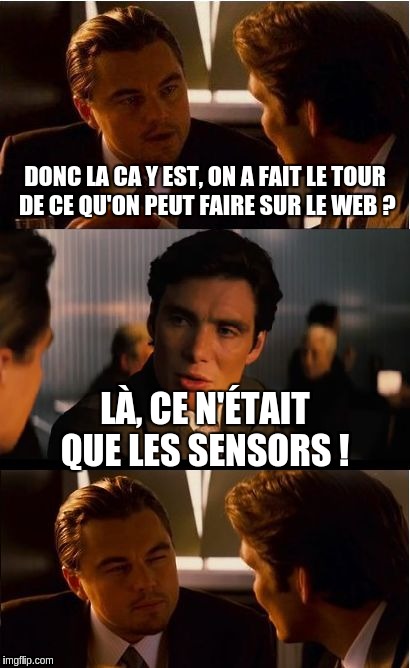 DONC LA CA Y EST, ON A FAIT LE TOUR
DE CE QU'ON PEUT FAIRE SUR LE WEB ?
LÀ, CE N'ÉTAIT
QUE LES SENSORS !
imgflip.com